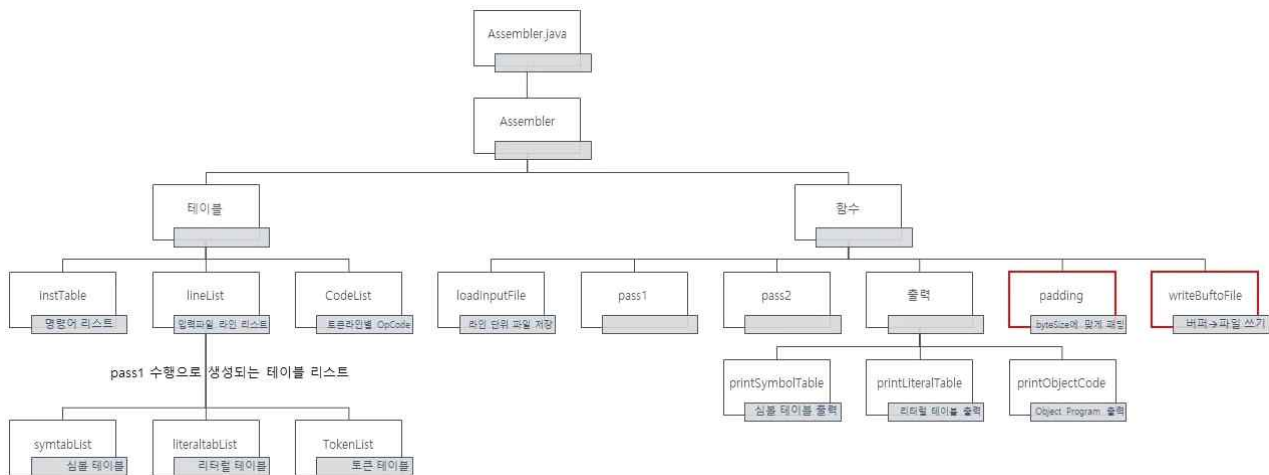 Assembler.java
Assembler
테이블
함수
instTable
명령어 리스트
lineList
입력파일 라인 리스트
CodeList
토큰라인별 OpCode
loadInputFile
라인 단위 파일 저장
pass1
pass2
출력
padding
byteSize에 맞게 패딩
writeBuftoFile
버퍼→파일 쓰기
pass1 수행으로 생성되는 테이블 리스트
printSymbolTable
심볼 테이블 출력
printLiteralTable
리터럴 테이블 출력
printObjectCode
Object Program 출력
symtabList
심볼 테이블
literaltabList
리터럴 테이블
TokenList
토큰 테이블